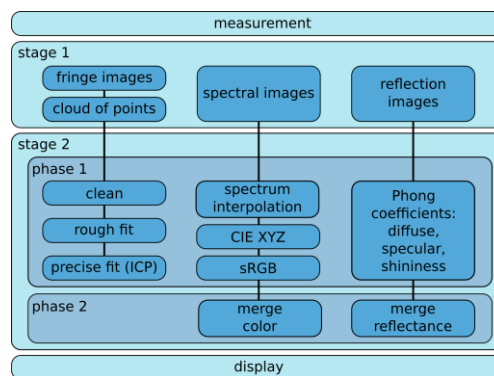 measurement
stage 1
fringe images
cloud of points
spectral images
reflection
images
stage 2
phase 1
clean
rough fit
precise fit (ICP)
spectrum
interpolation
CIE XYZ
sRGB
Phong
coefficients:
diffuse,
specular,
shininess
phase 2
merge
color
merge
reflectance
display